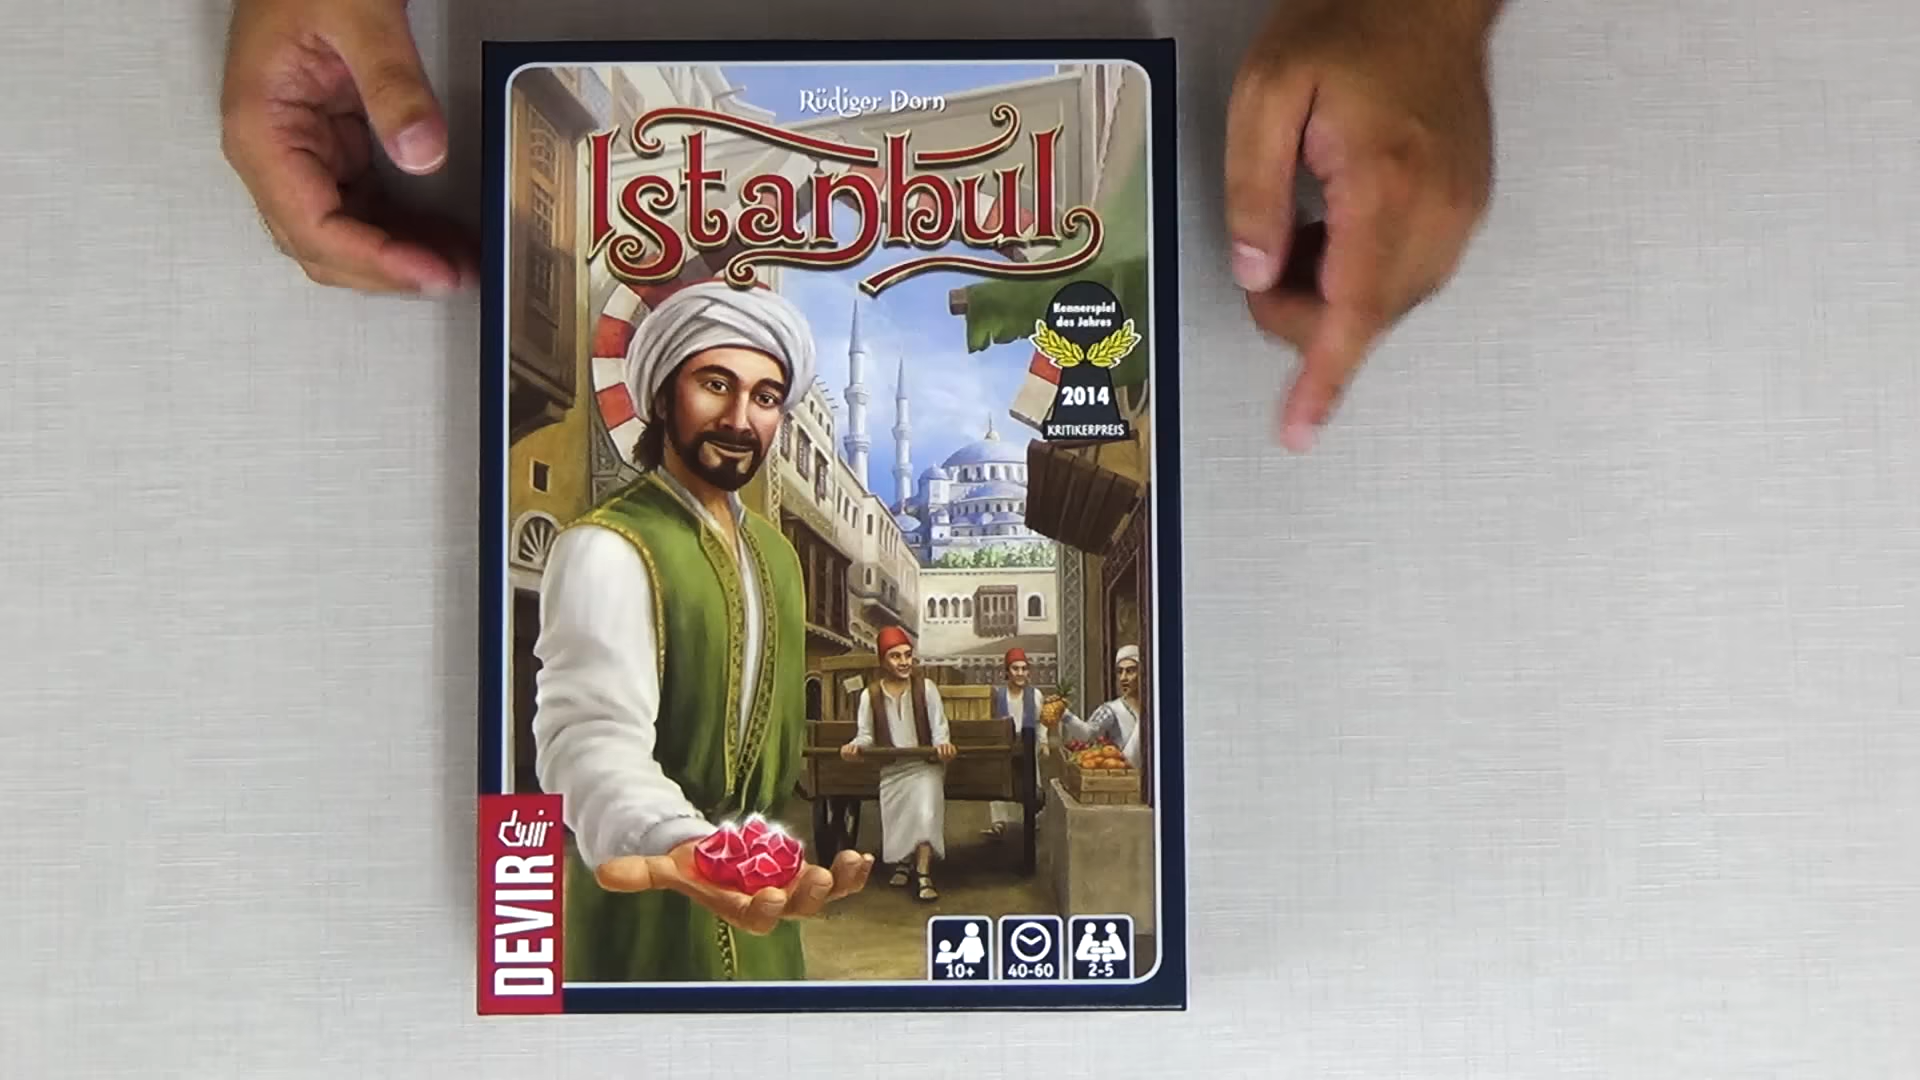 Rüdiger Dorn
Istanbul
Kennerspiel
des Jahres
2014
KRITIKERPREIS
DEVIR
10+
40-60
2-5